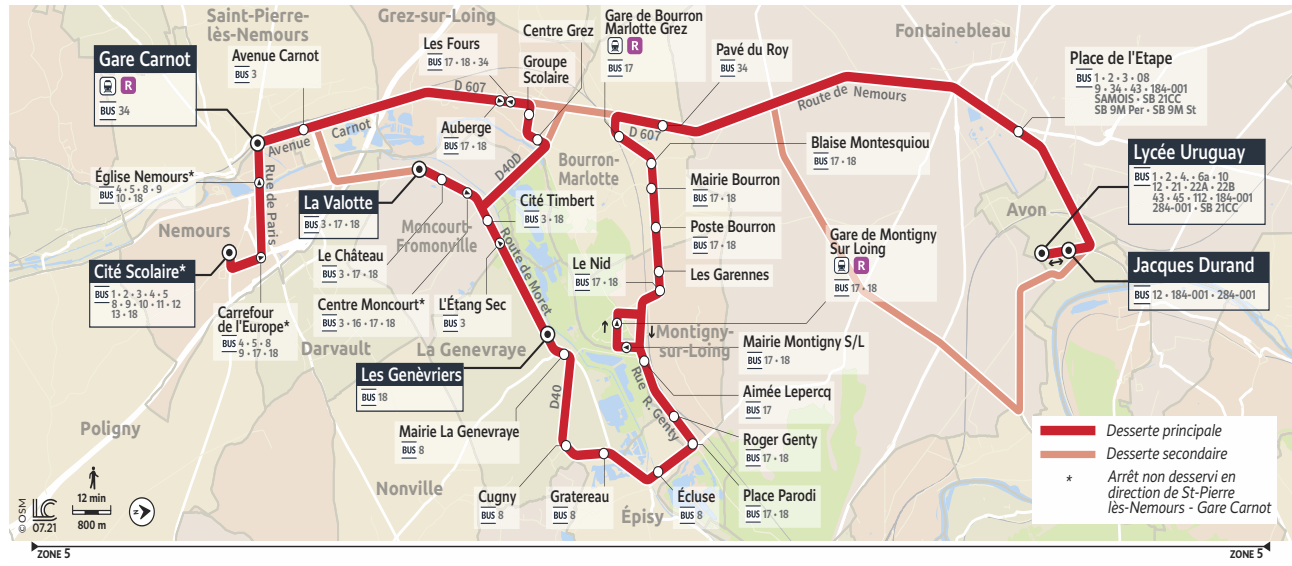 Saint-Pierre-
lès-Nemours
Grez-sur-Loing
Fontainebleau
Gare Carnot
R
BUS 34
Avenue Carnot
BUS 3
Les Fours
BUS 17 • 18 • 34
Centre Grez
Groupe
Scolaire
Gare de Bourron
Marlotte Grez
R
BUS 17
Pavé du Roy
BUS 34
Place de l'Etape
BUS 1 • 2 • 3 • 08
9 • 34 • 43 • 184-001
SAMOIS • SB 21CC
SB 9M Per • SB 9M St
D 607
Route de Nemours
Avenue Carnot
Auberge
BUS 17 • 18
D 607
D40D
Bourron-
Marlotte
Blaise Montesquiou
BUS 17 • 18
Lycée Uruguay
BUS 1 • 2 • 4. • 6a • 10
12 • 21 • 22A • 22B
43 • 45 • 112 • 184-001
284-001 • SB 21CC
Église Nemours*
BUS 4 • 5 • 8 • 9
10 • 18
Rue de Paris
La Valotte
BUS 3 • 17 • 18
Moncourt-
Fromonville
Cité Timbert
BUS 3 • 18
Mairie Bourron
BUS 17 • 18
Avon
Nemours
Poste Bourron
BUS 17 • 18
Gare de Montigny
Sur Loing
R
BUS 17 • 18
Le Château
BUS 3 • 17 • 18
Route de Moret
Le Nid
BUS 17 • 18
Les Garennes
Jacques Durand
BUS 12 • 184-001 • 284-001
Cité Scolaire*
BUS 1 • 2 • 3 • 4 • 5
8 • 9 • 10 • 11 • 12
13 • 18
Centre Moncourt*
BUS 3 • 16 • 17 • 18
L'Étang Sec
BUS 3
Carrefour
de l'Europe*
BUS 4 • 5 • 8
9 • 17 • 18
Darvault
La Genevraye
Montigny-
sur-Loing
Mairie Montigny S/L
BUS 17 • 18
Les Genèvriers
BUS 18
Aimée Lepercq
BUS 17
D40
Rue R. Genty
Poligny
Mairie La Genevraye
BUS 8
Roger Genty
BUS 17 • 18
Nonville
Cugny
BUS 8
Gratereau
BUS 8
Épisy
Écluse
BUS 8
Place Parodi
BUS 17 • 18
Desserte principale
Desserte secondaire
* Arrêt non desservi en
direction de St-Pierre
lès-Nemours - Gare Carnot
12 min
800 m
© OSM
LC
07.21
N
ZONE 5
ZONE 5